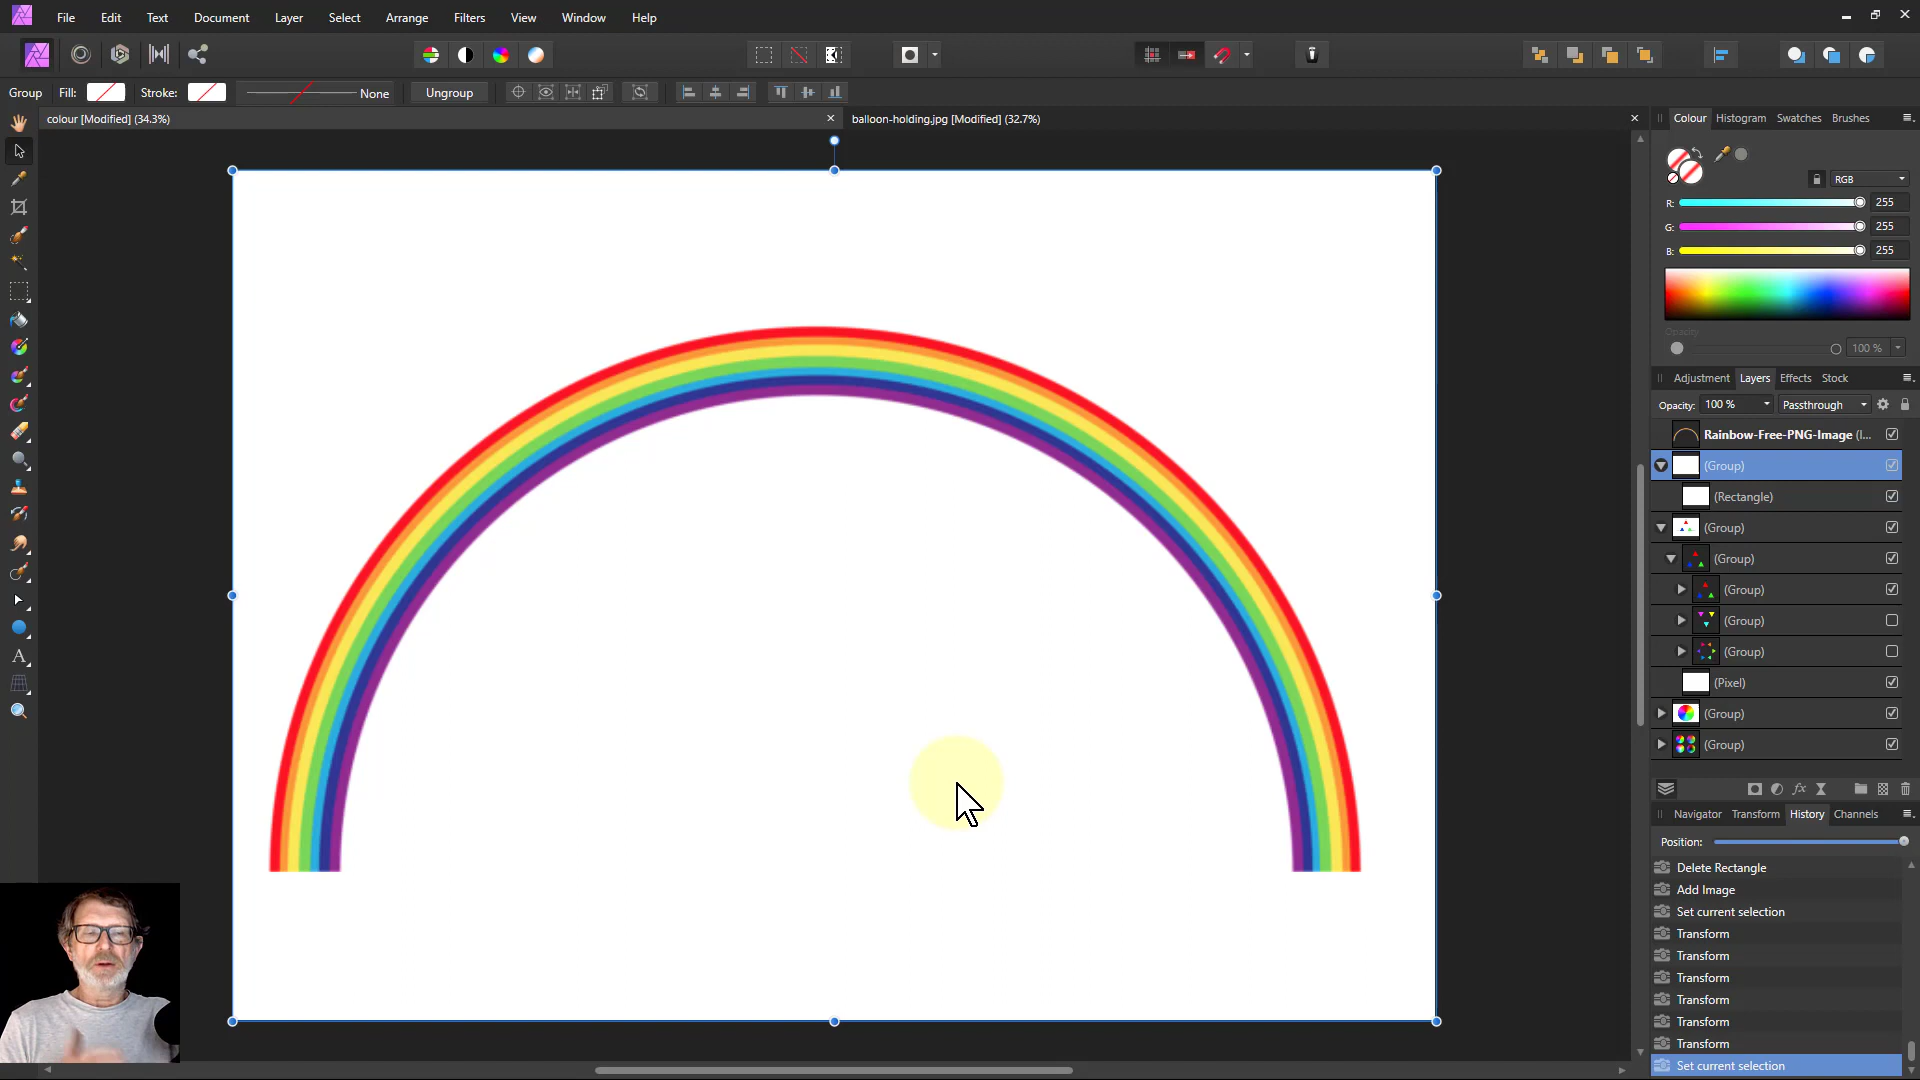 File Edit Text Document Layer Select Arrange Filters View Window Help
Group Fill: Stroke: None Ungroup
colour [Modified] (34.3%)
balloon-holding.jpg [Modified] (32.7%)
Colour Histogram Swatches Brushes
RGB
R: 255
G: 255
B: 255
Opacity
100 %
Adjustment Layers Effects Stock
Opacity: 100 % Passthrough
Rainbow-Free-PNG-Image (I...
(Group)
(Rectangle)
(Group)
(Group)
(Group)
(Group)
(Group)
(Pixel)
(Group)
(Group)
fx
Navigator Transform History Channels
Position:
Delete Rectangle
Add Image
Set current selection
Transform
Transform
Transform
Transform
Transform
Transform
Set current selection